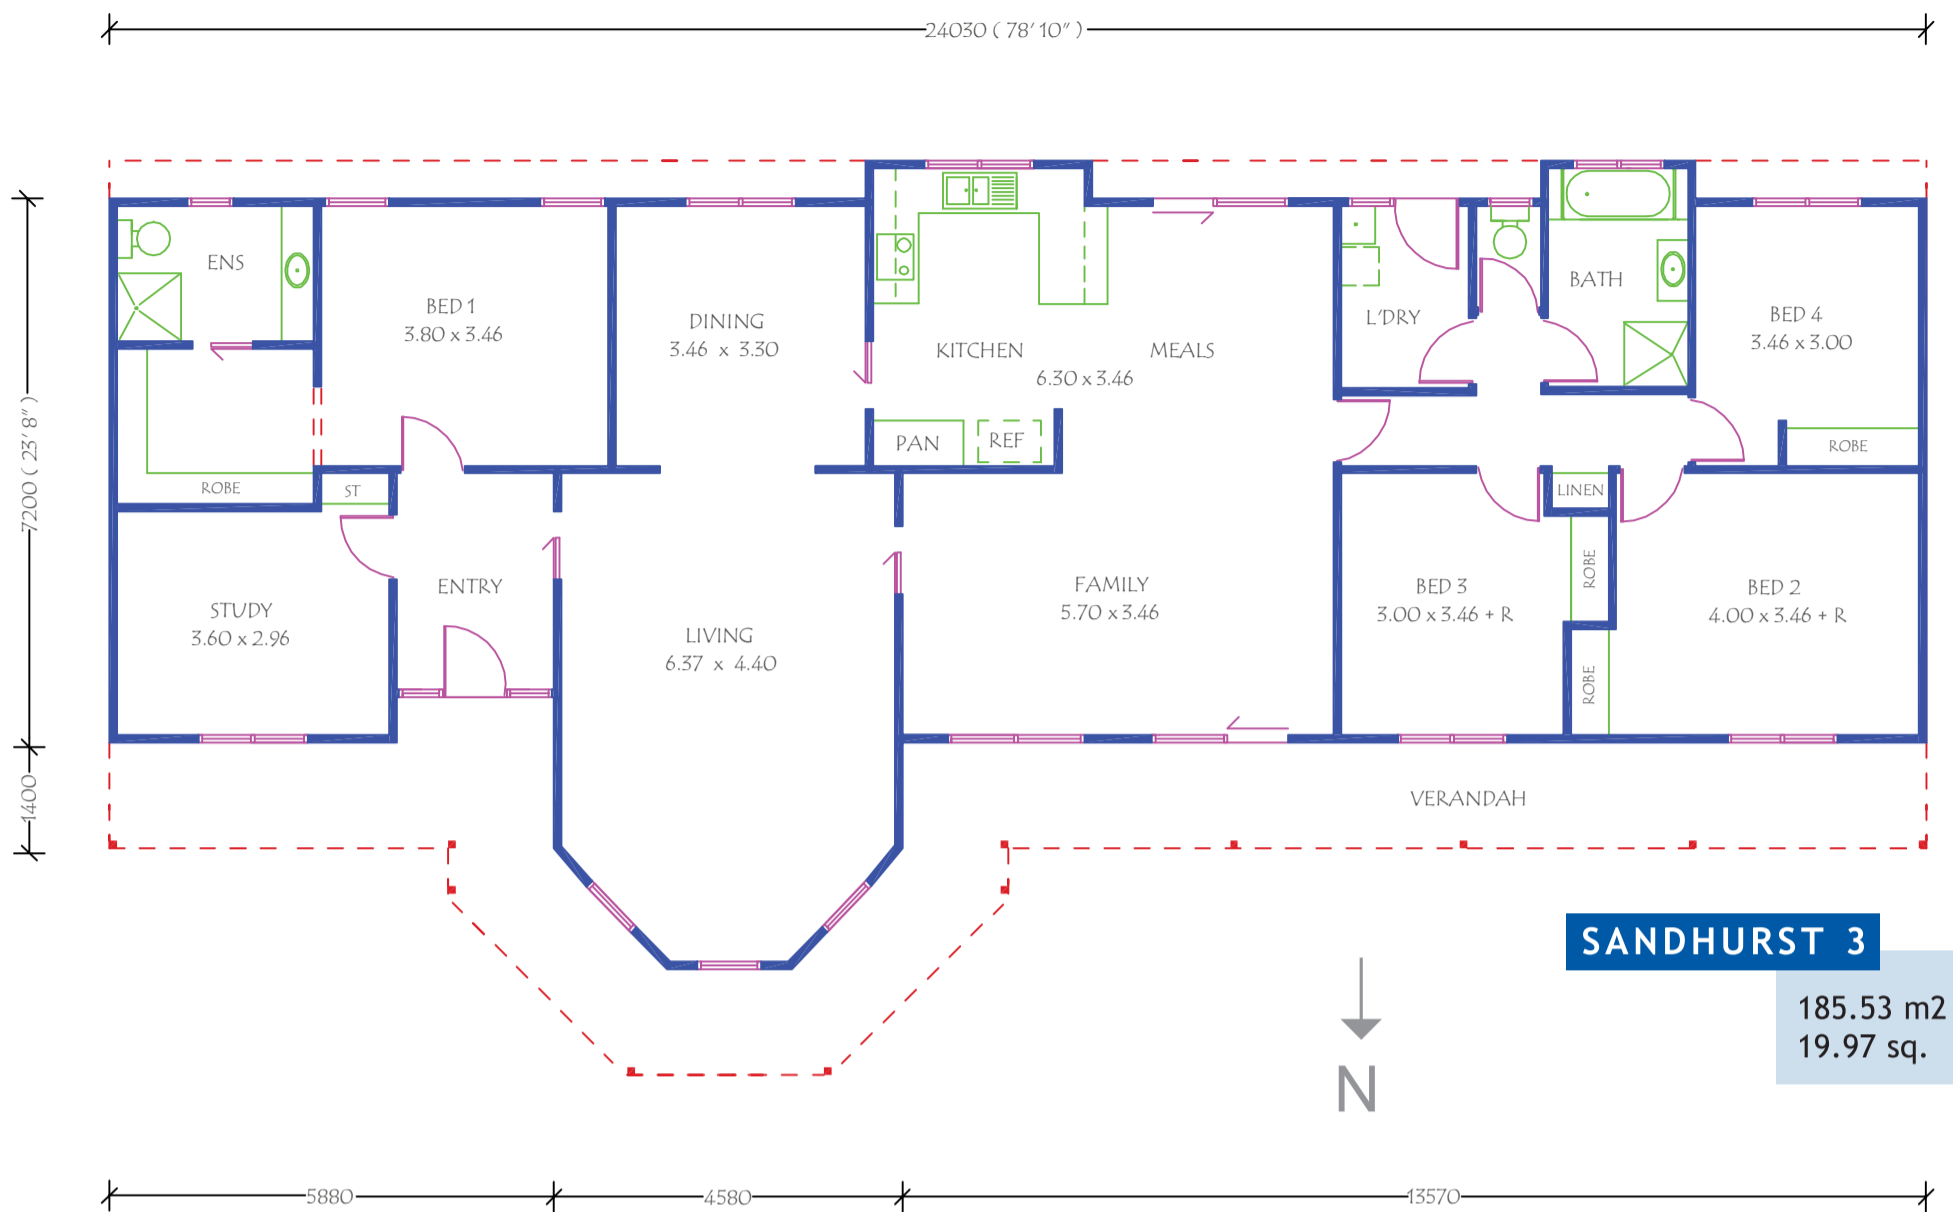 24030 ( 78' 10" )
7200 ( 23' 8" )
1400
ENS
BED 1
3.80 x 3.46
DINING
3.46 x 3.30
KITCHEN
MEALS
6.30 x 3.46
L'DRY
BATH
BED 4
3.46 x 3.00
PAN
REF
ROBE
ROBE
ST
LINEN
STUDY
3.60 x 2.96
ENTRY
LIVING
6.37 x 4.40
FAMILY
5.70 x 3.46
BED 3
3.00 x 3.46 + R
ROBE
ROBE
BED 2
4.00 x 3.46 + R
VERANDAH
SANDHURST 3
185.53 m2
19.97 sq.
N
5880
4580
13570